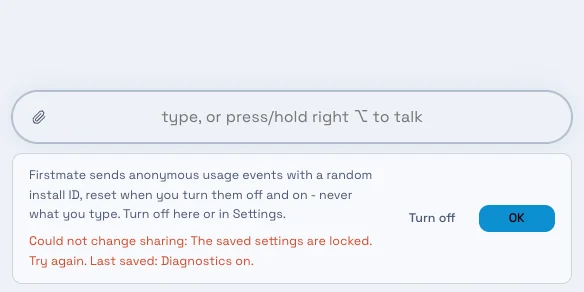 type, or press/hold right ⌥ to talk
Firstmate sends anonymous usage events with a random
install ID, reset when you turn them off and on - never
what you type. Turn off here or in Settings.
Could not change sharing: The saved settings are locked.
Try again. Last saved: Diagnostics on.
Turn off
OK